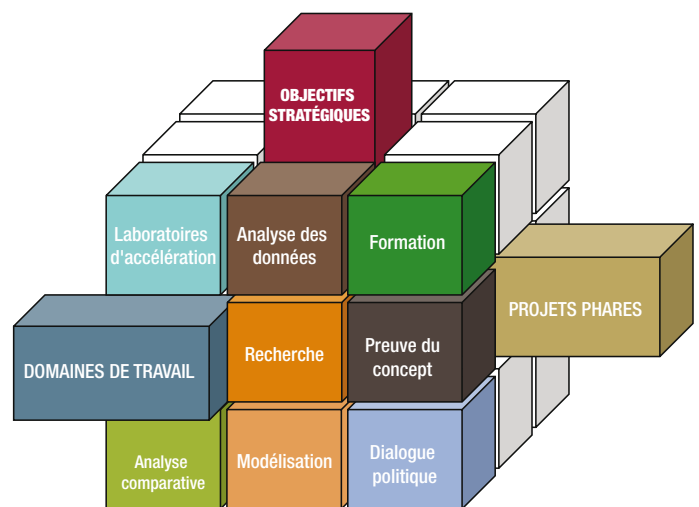 OBJECTIFS
STRATÉGIQUES
Laboratoires
d'accélération
Analyse des
données
Formation
PROJETS PHARES
DOMAINES DE TRAVAIL
Recherche
Preuve du
concept
Analyse
comparative
Modélisation
Dialogue
politique